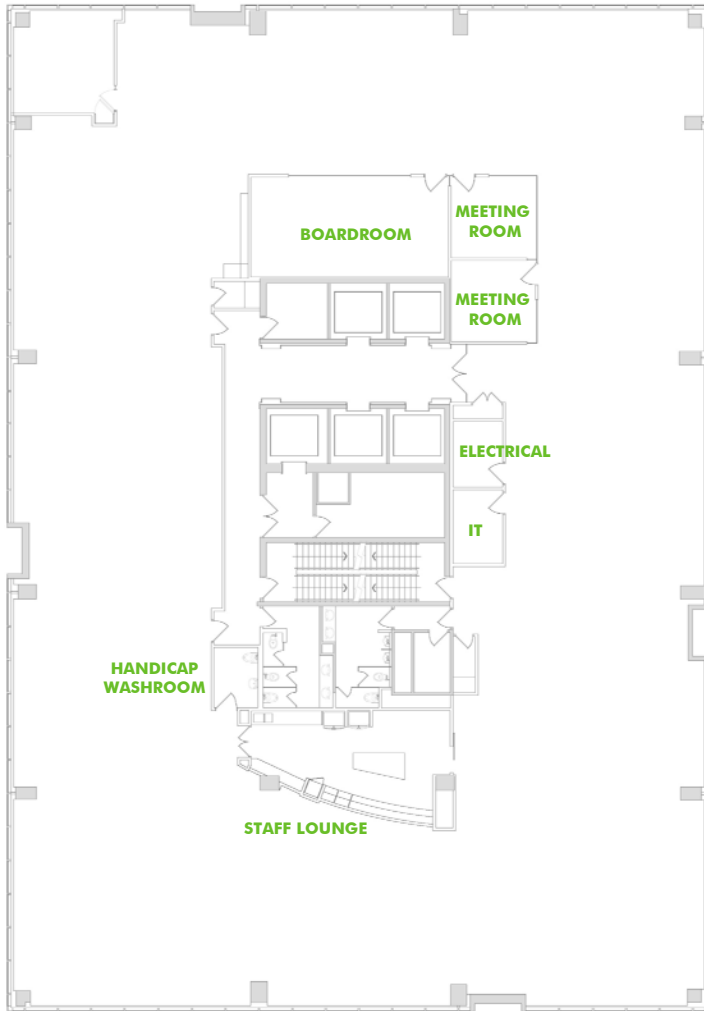 BOARDROOM
MEETING
ROOM
MEETING
ROOM
ELECTRICAL
IT
HANDICAP
WASHROOM
STAFF LOUNGE